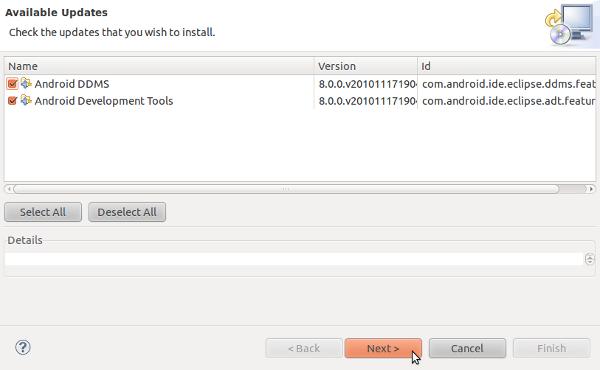 Available Updates
Check the updates that you wish to install.
Name Version Id
Android DDMS 8.0.0.v201011171904 com.android.ide.eclipse.ddms.feat
Android Development Tools 8.0.0.v201011171904 com.android.ide.eclipse.adt.featur
Select All Deselect All
Details
< Back Next > Cancel Finish